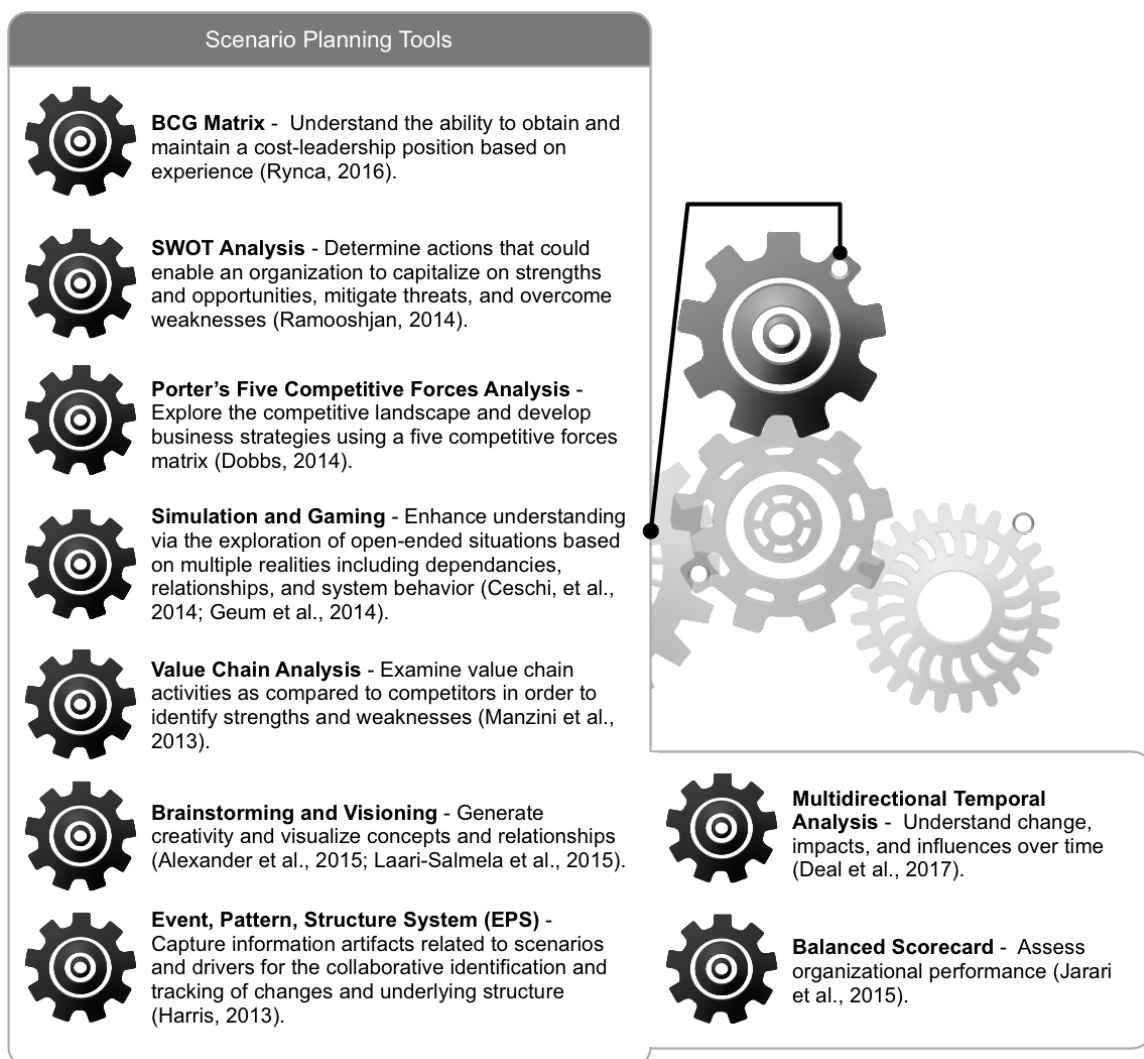 Scenario Planning Tools
BCG Matrix -  Understand the ability to obtain and
maintain a cost-leadership position based on
experience (Rynca, 2016).
SWOT Analysis - Determine actions that could
enable an organization to capitalize on strengths
and opportunities, mitigate threats, and overcome
weaknesses (Ramooshjan, 2014).
Porter’s Five Competitive Forces Analysis -
Explore the competitive landscape and develop
business strategies using a five competitive forces
matrix (Dobbs, 2014).
Simulation and Gaming - Enhance understanding
via the exploration of open-ended situations based
on multiple realities including dependancies,
relationships, and system behavior (Ceschi, et al.,
2014; Geum et al., 2014).
Value Chain Analysis - Examine value chain
activities as compared to competitors in order to
identify strengths and weaknesses (Manzini et al.,
2013).
Brainstorming and Visioning - Generate
creativity and visualize concepts and relationships
(Alexander et al., 2015; Laari-Salmela et al., 2015).
Event, Pattern, Structure System (EPS) -
Capture information artifacts related to scenarios
and drivers for the collaborative identification and
tracking of changes and underlying structure
(Harris, 2013).
Multidirectional Temporal
Analysis -  Understand change,
impacts, and influences over time
(Deal et al., 2017).
Balanced Scorecard -  Assess
organizational performance (Jarari
et al., 2015).